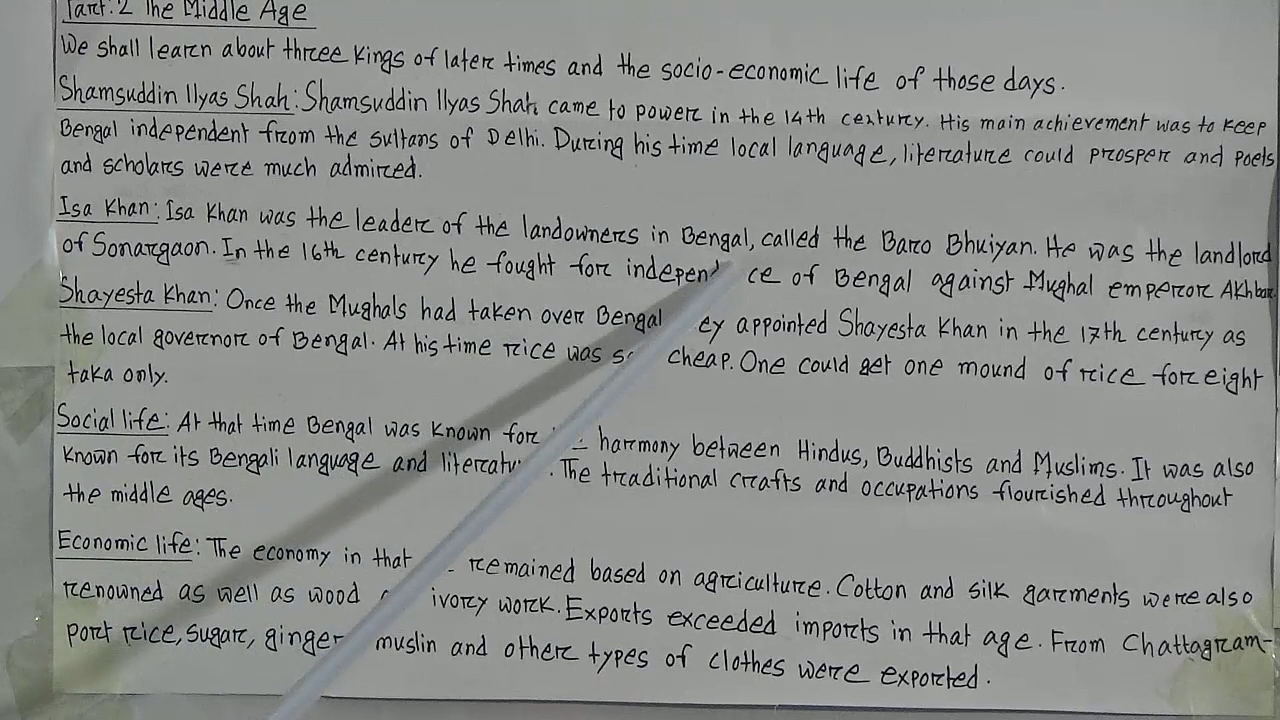 Part: 2 The Middle Age
We shall learn about three kings of later times and the socio-economic life of those days.
Shamsuddin Ilyas Shah: Shamsuddin Ilyas Shah came to power in the 14th century. His main achievement was to keep
Bengal independent from the sultans of Delhi. During his time local language, literature could prosper and poets
and scholars were much admired.
Isa Khan: Isa Khan was the leader of the landowners in Bengal, called the Baro Bhuiyan. He was the landlord
of Sonargaon. In the 16th century he fought for indepen ce of Bengal against Mughal emperor Akhbar
Shayesta Khan: Once the Mughals had taken over Bengal ey appointed Shayesta Khan in the 17th century as
the local governor of Bengal. At his time rice was so cheap. One could get one mound of rice for eight
taka only.
Social life: At that time Bengal was known for harmony between Hindus, Buddhists and Muslims. It was also
known for its Bengali language and literatu . The traditional crafts and occupations flourished throughout
the middle ages.
Economic life: The economy in that remained based on agriculture. Cotton and silk garments were also
renowned as well as wood ivory work. Exports exceeded imports in that age. From Chattagram-
port rice, sugar, ginger muslin and other types of clothes were exported.